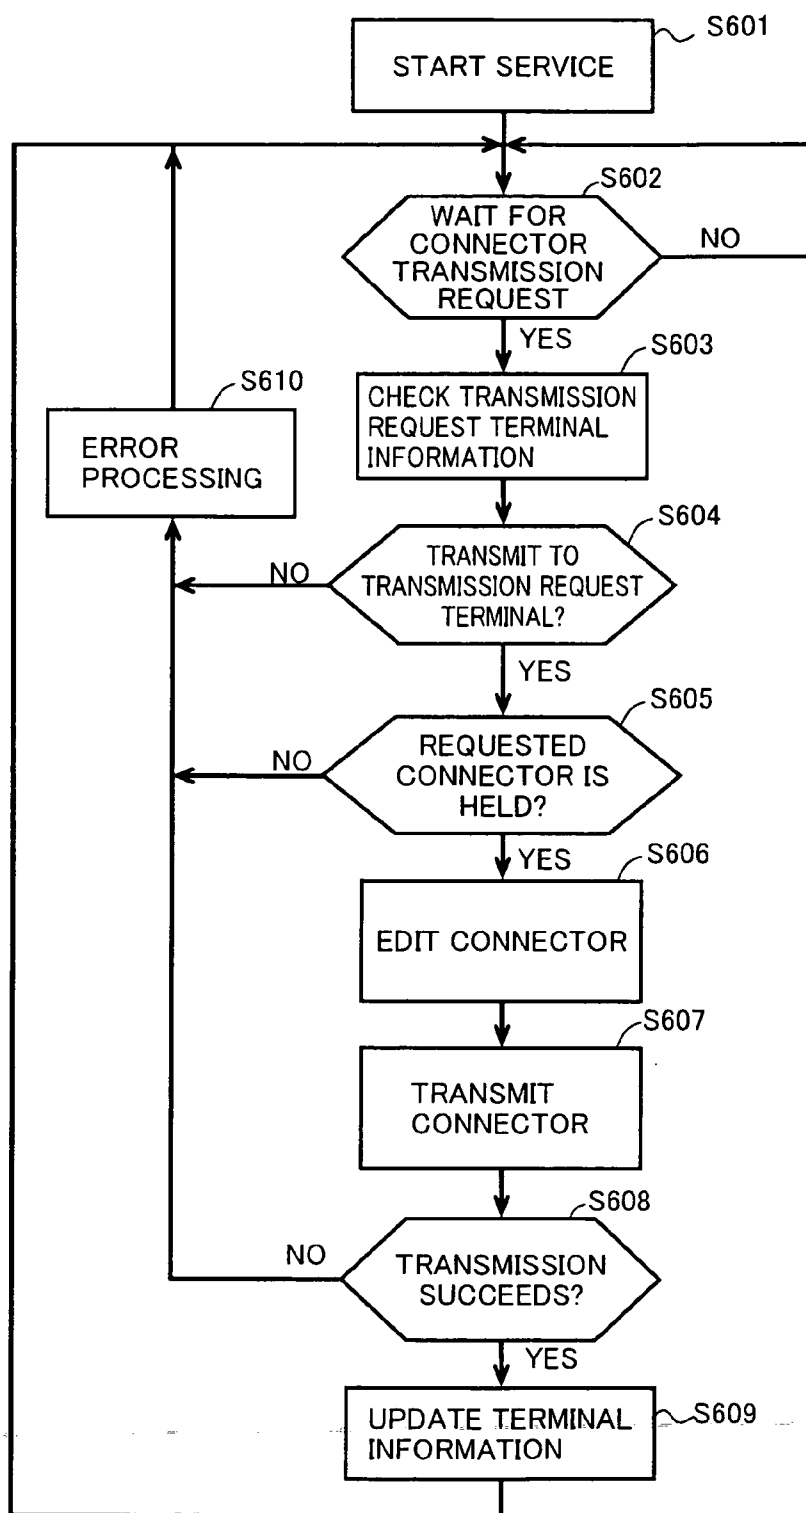 S601
START SERVICE
S602
WAIT FOR
CONNECTOR
TRANSMISSION
REQUEST
NO
YES
S603
CHECK TRANSMISSION
REQUEST TERMINAL
INFORMATION
S610
ERROR
PROCESSING
S604
TRANSMIT TO
TRANSMISSION REQUEST
TERMINAL?
NO
YES
S605
REQUESTED
CONNECTOR IS
HELD?
NO
YES
S606
EDIT CONNECTOR
S607
TRANSMIT
CONNECTOR
S608
TRANSMISSION
SUCCEEDS?
NO
YES
S609
UPDATE TERMINAL
INFORMATION